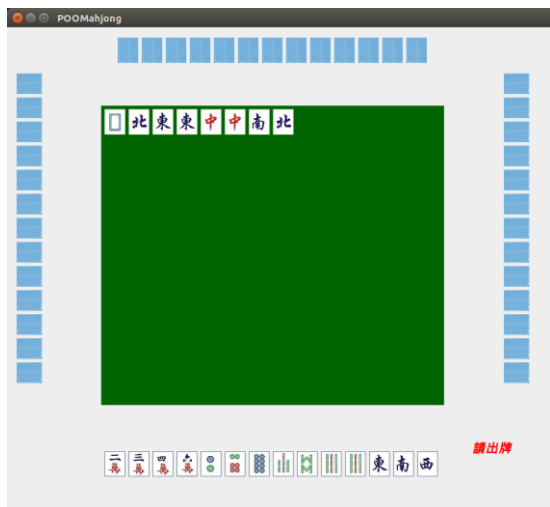 POOMahjong
北 東 東 中 中 南 北
請出牌
二萬 三萬 四萬 六萬 東 南 西